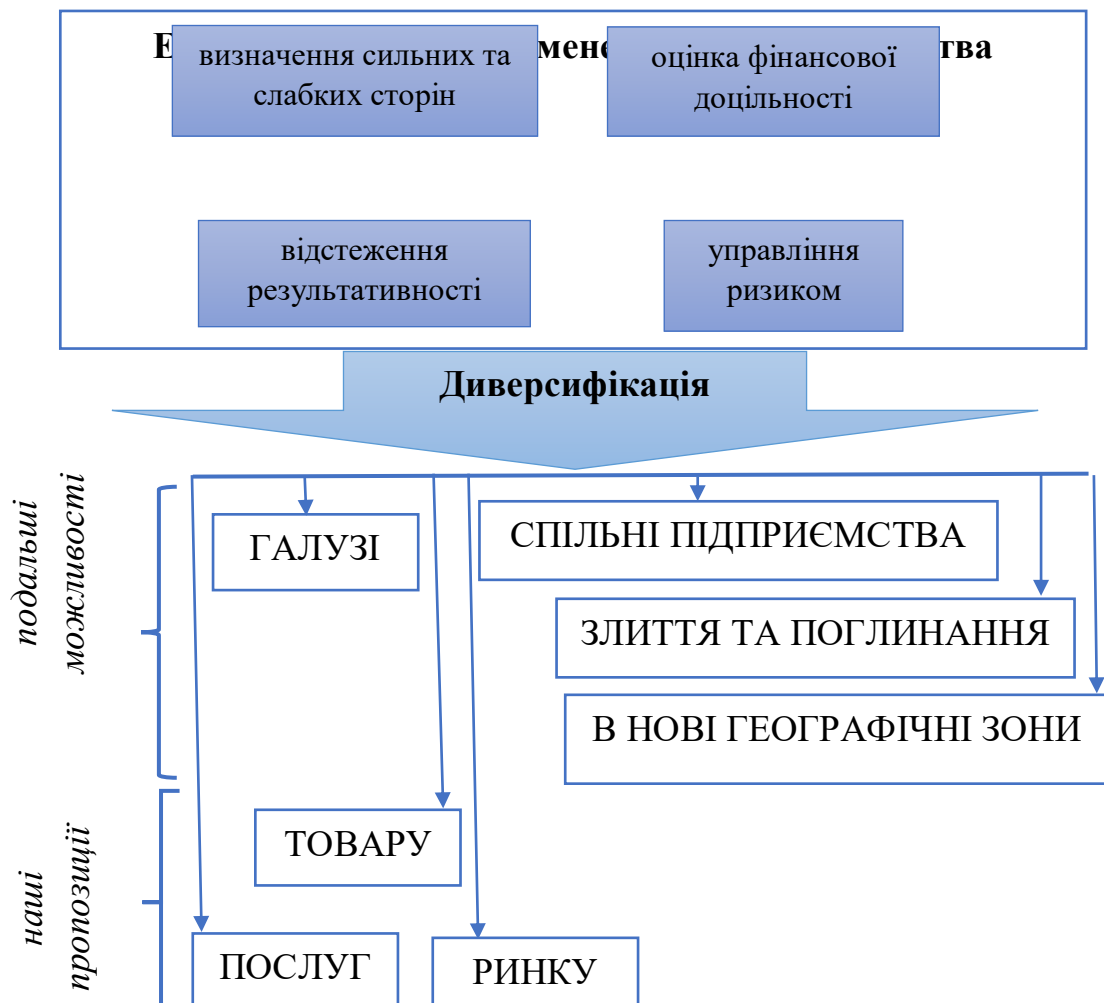 визначення сильних та
слабких сторін
оцінка фінансової
доцільності
відстеження
результативності
управління
ризиком
Диверсифікація
подальші
можливості
ГАЛУЗІ
СПІЛЬНІ ПІДПРИЄМСТВА
ЗЛИТТЯ ТА ПОГЛИНАННЯ
В НОВІ ГЕОГРАФІЧНІ ЗОНИ
наші
пропозиції
ТОВАРУ
ПОСЛУГ
РИНКУ